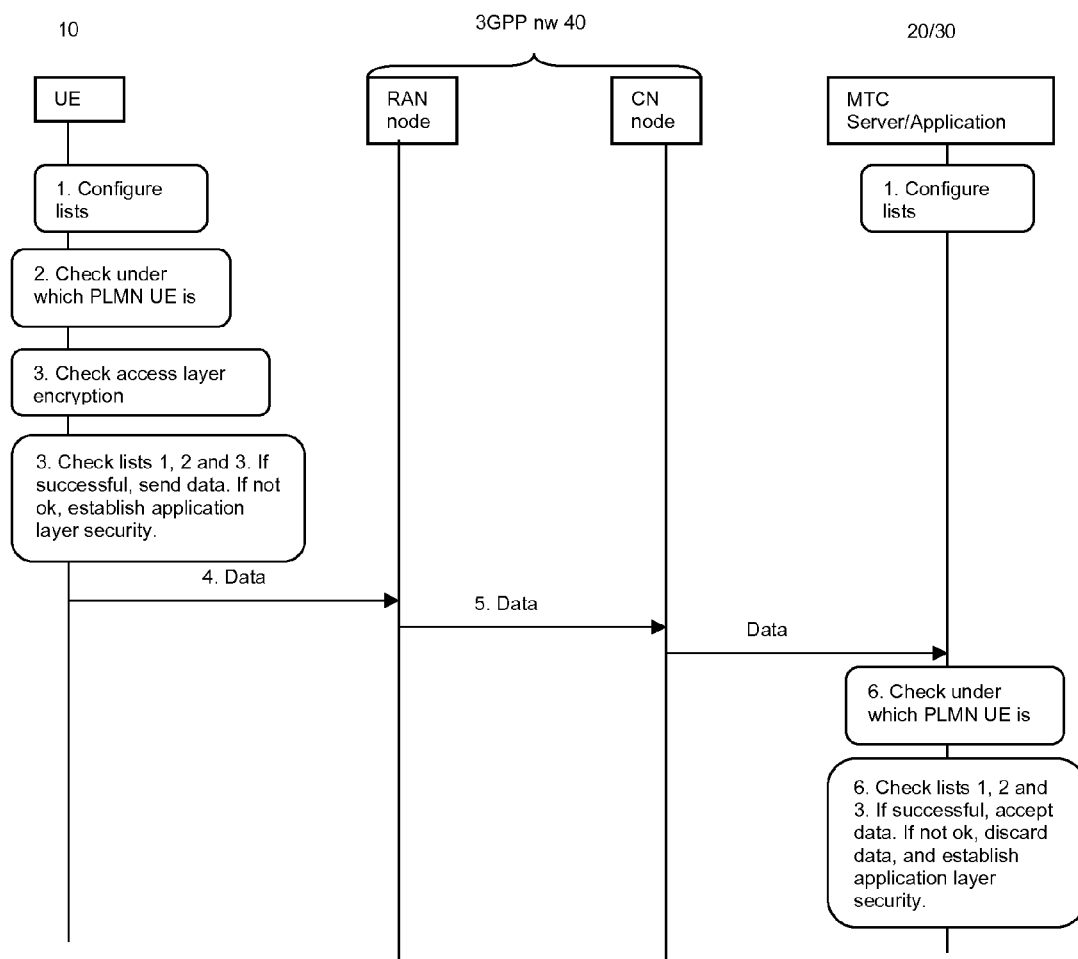 3GPP nw 40
10
20/30
UE
RAN
node
CN
node
MTC
Server/Application
1. Configure
lists
1. Configure
lists
2. Check under
which PLMN UE is
3. Check access layer
encryption
3. Check lists 1, 2 and 3. If
successful, send data. If not
ok, establish application
layer security.
4. Data
5. Data
Data
6. Check under
which PLMN UE is
6. Check lists 1, 2 and
3. If successful, accept
data. If not ok, discard
data, and establish
application layer
security.